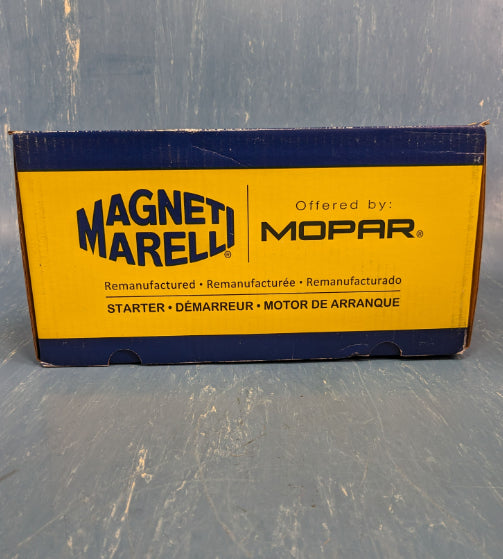 MAGNETI
MARELLI®
Offered by:
MOPAR®
Remanufactured • Remanufacturée • Remanufacturado
STARTER • DÉMARREUR • MOTOR DE ARRANQUE